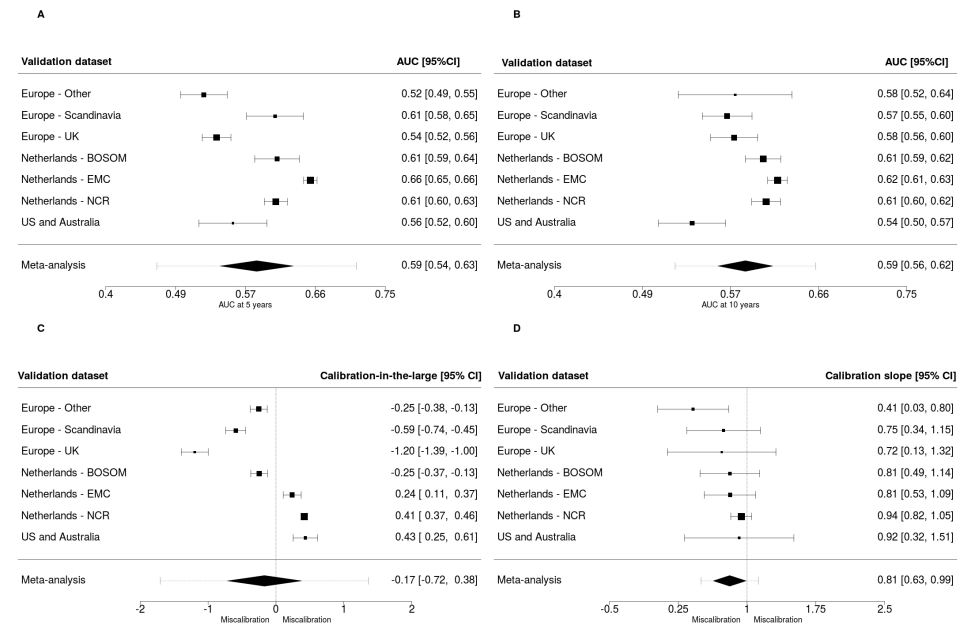 A
Validation dataset AUC [95%CI]
Europe - Other 0.52 [0.49, 0.55]
Europe - Scandinavia 0.61 [0.58, 0.65]
Europe - UK 0.54 [0.52, 0.56]
Netherlands - BOSOM 0.61 [0.59, 0.64]
Netherlands - EMC 0.66 [0.65, 0.66]
Netherlands - NCR 0.61 [0.60, 0.63]
US and Australia 0.56 [0.52, 0.60]
Meta-analysis 0.59 [0.54, 0.63]
0.4 0.49 0.57 0.66 0.75
AUC at 5 years
B
Validation dataset AUC [95%CI]
Europe - Other 0.58 [0.52, 0.64]
Europe - Scandinavia 0.57 [0.55, 0.60]
Europe - UK 0.58 [0.56, 0.60]
Netherlands - BOSOM 0.61 [0.59, 0.62]
Netherlands - EMC 0.62 [0.61, 0.63]
Netherlands - NCR 0.61 [0.60, 0.62]
US and Australia 0.54 [0.50, 0.57]
Meta-analysis 0.59 [0.56, 0.62]
0.4 0.49 0.57 0.66 0.75
AUC at 10 years
C
Validation dataset Calibration-in-the-large [95% CI]
Europe - Other -0.25 [-0.38, -0.13]
Europe - Scandinavia -0.59 [-0.74, -0.45]
Europe - UK -1.20 [-1.39, -1.00]
Netherlands - BOSOM -0.25 [-0.37, -0.13]
Netherlands - EMC 0.24 [ 0.11, 0.37]
Netherlands - NCR 0.41 [ 0.37, 0.46]
US and Australia 0.43 [ 0.25, 0.61]
Meta-analysis -0.17 [-0.72, 0.38]
-2 -1 0 1 2
Miscalibration Miscalibration
D
Validation dataset Calibration slope [95% CI]
Europe - Other 0.41 [0.03, 0.80]
Europe - Scandinavia 0.75 [0.34, 1.15]
Europe - UK 0.72 [0.13, 1.32]
Netherlands - BOSOM 0.81 [0.49, 1.14]
Netherlands - EMC 0.81 [0.53, 1.09]
Netherlands - NCR 0.94 [0.82, 1.05]
US and Australia 0.92 [0.32, 1.51]
Meta-analysis 0.81 [0.63, 0.99]
-0.5 0.25 1 1.75 2.5
Miscalibration Miscalibration